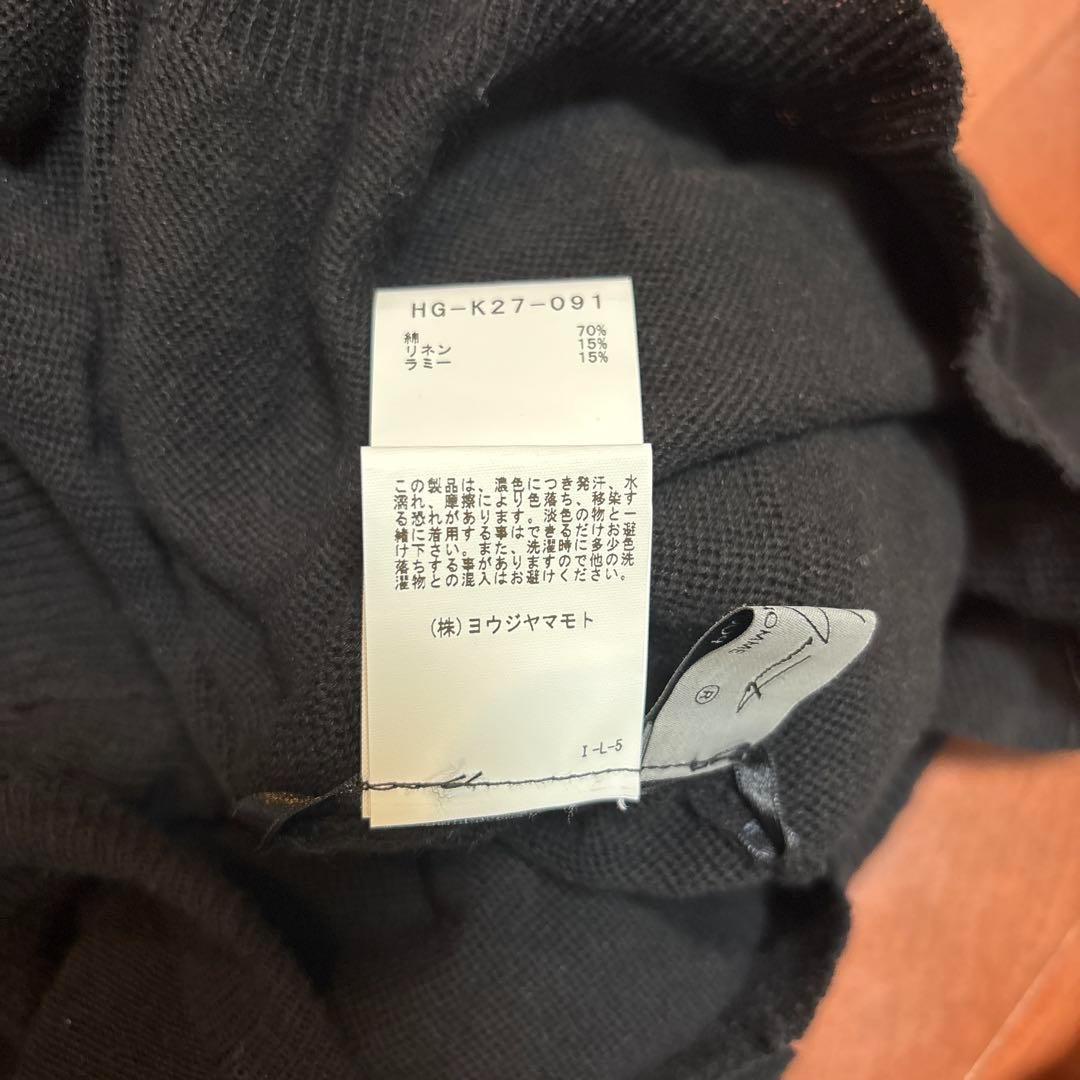 HG-K27-091
綿 70%
リネン 15%
ラミー 15%
この製品は、濃色につき発汗、水
濡れ、摩擦により色落ち、移染す
る恐れがあります。淡色の物と一
緒に着用する事はできるだけお避
け下さい。また、洗濯時に多少色
落ちする事がありますので他の洗
濯物との混入はお避けください。
(株)ヨウジヤマモト
I-L-5
®